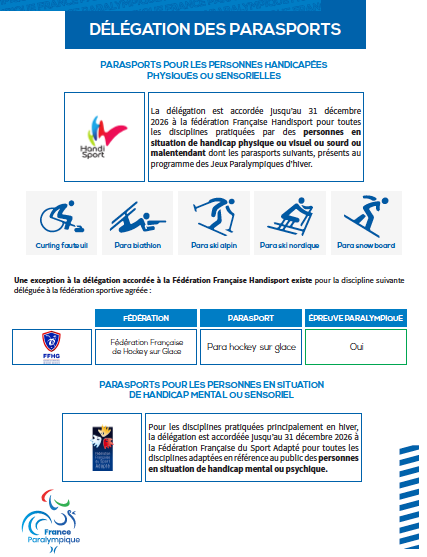 DÉLÉGATION DES PARASPORTS
PARASPORTS POUR LES PERSONNES HANDICAPÉES
PHYSIQUES OU SENSORIELLES
Handi
Sport
La délégation est accordée jusqu'au 31 décembre
2026 à la fédération Française Handisport pour toutes
les disciplines pratiquées par des personnes en
situation de handicap physique ou visuel ou sourd ou
malentendant dont les parasports suivants, présents au
programme des Jeux Paralympiques d'hiver.
Curling fauteuil
Para biathlon
Para ski alpin
Para ski nordique
Para snowboard
Une exception à la délégation accordée à la Fédération Française Handisport existe pour la discipline suivante
déléguée à la fédération sportive agréée :
FÉDÉRATION
PARASPORT
ÉPREUVE PARALYMPIQUE
FFHG
Fédération Française
de Hockey sur Glace
Para hockey sur glace
Oui
PARASPORTS POUR LES PERSONNES EN SITUATION
DE HANDICAP MENTAL OU SENSORIEL
Fédération
Française
du Sport
Adapté
Pour les disciplines pratiquées principalement en hiver,
la délégation est accordéée jusqu'au 31 décembre 2026 à
la Fédération Française du Sport Adapté pour toutes les
disciplines adaptées en référence au public des personnes
en situation de handicap mental ou psychique.
France
Paralympique